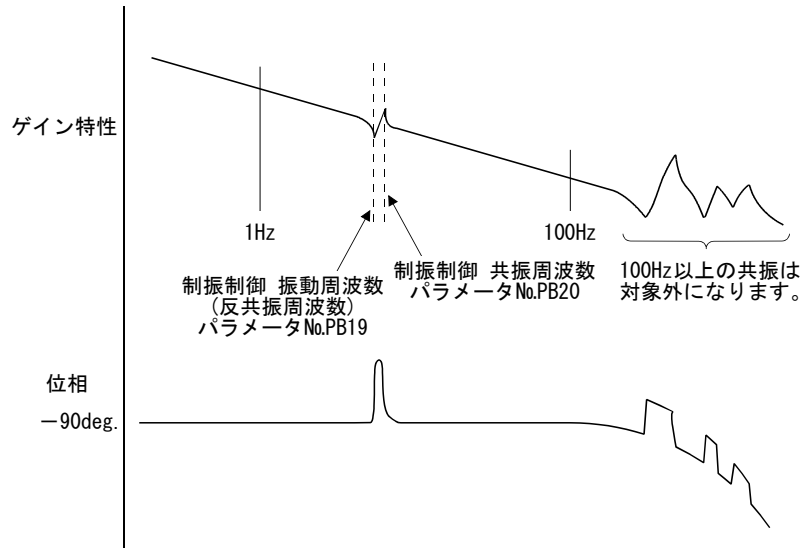 ゲイン特性
1Hz
100Hz
制振制御 振動周波数
(反共振周波数)
パラメータNo.PB19
制振制御 共振周波数
パラメータNo.PB20
100Hz以上の共振は
対象外になります。
位相
－90deg.